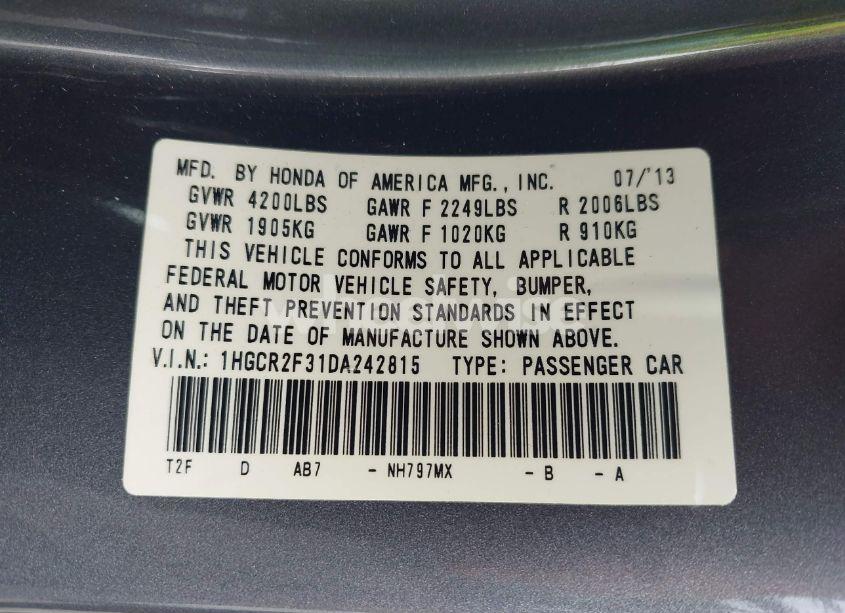 MFD. BY HONDA OF AMERICA MFG., INC. 07/'13
GVWR 4200LBS GAWR F 2249LBS R 2006LBS
GVWR 1905KG GAWR F 1020KG R 910KG
THIS VEHICLE CONFORMS TO ALL APPLICABLE
FEDERAL MOTOR VEHICLE SAFETY, BUMPER,
AND THEFT PREVENTION STANDARDS IN EFFECT
ON THE DATE OF MANUFACTURE SHOWN ABOVE.
V.I.N.: 1HGCR2F31DA242815 TYPE: PASSENGER CAR
T2F D AB7 - NH797MX - B - A